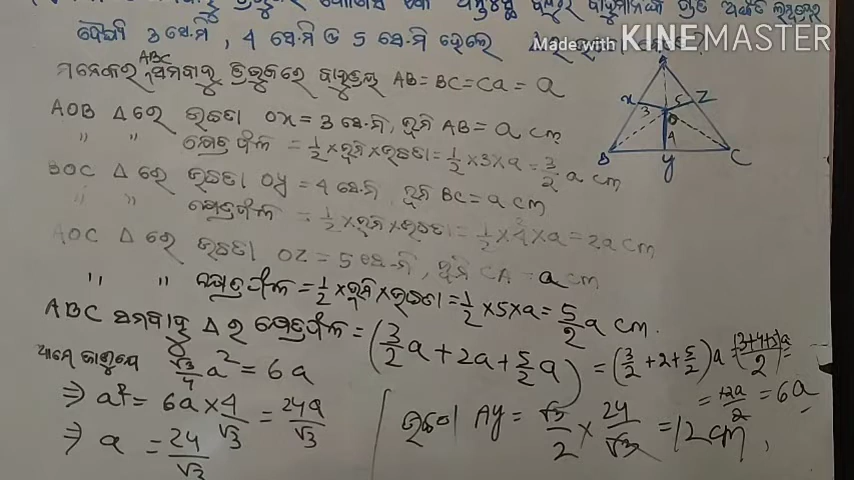 ଦୈର୍ଘ୍ୟ 3 ସେ.ମି, 4 ସେ.ମି ଓ 5 ସେ.ମି ହେଲେ
Made with KINEMASTER
ମନେକର ABC ସମବାହୁ ତ୍ରିଭୁଜରେ ବାହୁଗୁଡ଼ିକ AB = BC = CA = a
AOB Δ ରେ ଉଚ୍ଚତା Ox = 3 ସେ.ମି, ଭୂମି AB = a cm
" " କ୍ଷେତ୍ରଫଳ = 1/2 × ଭୂମି × ଉଚ୍ଚତା = 1/2 × 3 × a = 3/2 a cm
BOC Δ ରେ ଉଚ୍ଚତା Oy = 4 ସେ.ମି, ଭୂମି BC = a cm
" " କ୍ଷେତ୍ରଫଳ = 1/2 × ଭୂମି × ଉଚ୍ଚତା = 1/2 × 4 × a = 2a cm
AOC Δ ରେ ଉଚ୍ଚତା OZ = 5 ସେ.ମି, ଭୂମି CA = a cm
" " କ୍ଷେତ୍ରଫଳ = 1/2 × ଭୂମି × ଉଚ୍ଚତା = 1/2 × 5 × a = 5/2 a cm.
ABC ସମବାହୁ Δ ର କ୍ଷେତ୍ରଫଳ = (3/2 a + 2a + 5/2 a) = (3/2 + 2 + 5/2) a = (3+4+5)a/2 =
= 12a/2 = 6a
ଆମେ ଜାଣୁଯେ √3/4 a² = 6a
⇒ a² = 6a × 4/√3 = 24a/√3
⇒ a = 24/√3
ଉଚ୍ଚତା Ay = √3/2 × 24/√3 = 12 cm,
x
Z
3
5
O
4
B
y
C